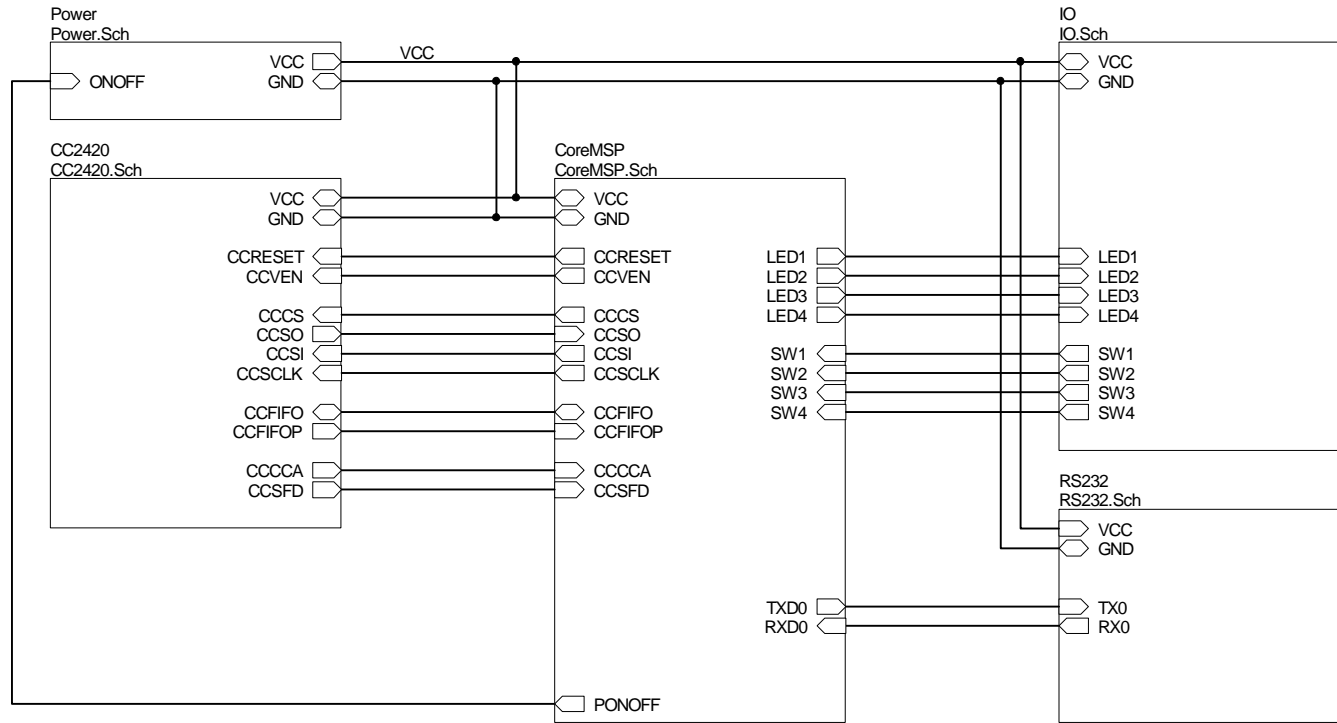 Power
Power.Sch
VCC
GND
ONOFF
VCC
IO
IO.Sch
VCC
GND
LED1
LED2
LED3
LED4
SW1
SW2
SW3
SW4
CC2420
CC2420.Sch
VCC
GND
CCRESET
CCVEN
CCCS
CCSO
CCSI
CCSCLK
CCFIFO
CCFIFOP
CCCCA
CCSFD
CoreMSP
CoreMSP.Sch
VCC
GND
CCRESET
CCVEN
CCCS
CCSO
CCSI
CCSCLK
CCFIFO
CCFIFOP
CCCCA
CCSFD
PONOFF
LED1
LED2
LED3
LED4
SW1
SW2
SW3
SW4
TXD0
RXD0
RS232
RS232.Sch
VCC
GND
TX0
RX0